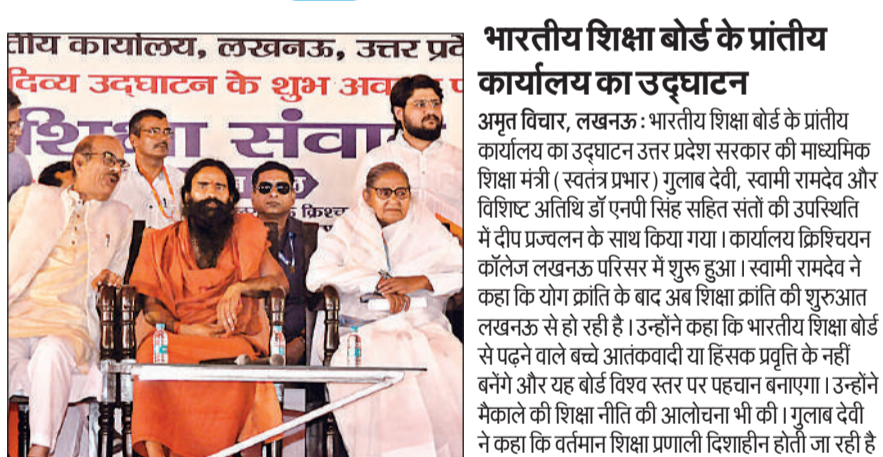 तीय कार्यालय, लखनऊ, उत्तर प्रदे
दिव्य उद्घाटन के शुभ अव
शिक्षा संवा
क्रिश्च
भारतीय शिक्षा बोर्ड के प्रांतीय
कार्यालय का उद्घाटन
अमृत विचार, लखनऊ : भारतीय शिक्षा बोर्ड के प्रांतीय
कार्यालय का उद्घाटन उत्तर प्रदेश सरकार की माध्यमिक
शिक्षा मंत्री ( स्वतंत्र प्रभार ) गुलाब देवी, स्वामी रामदेव और
विशिष्ट अतिथि डॉ एनपी सिंह सहित संतों की उपस्थिति
में दीप प्रज्वलन के साथ किया गया। कार्यालय क्रिश्चियन
कॉलेज लखनऊ परिसर में शुरू हुआ। स्वामी रामदेव ने
कहा कि योग क्रांति के बाद अब शिक्षा क्रांति की शुरुआत
लखनऊ से हो रही है। उन्होंने कहा कि भारतीय शिक्षा बोर्ड
से पढ़ने वाले बच्चे आतंकवादी या हिंसक प्रवृत्ति के नहीं
बनेंगे और यह बोर्ड विश्व स्तर पर पहचान बनाएगा। उन्होंने
मैकाले की शिक्षा नीति की आलोचना भी की। गुलाब देवी
ने कहा कि वर्तमान शिक्षा प्रणाली दिशाहीन होती जा रही है